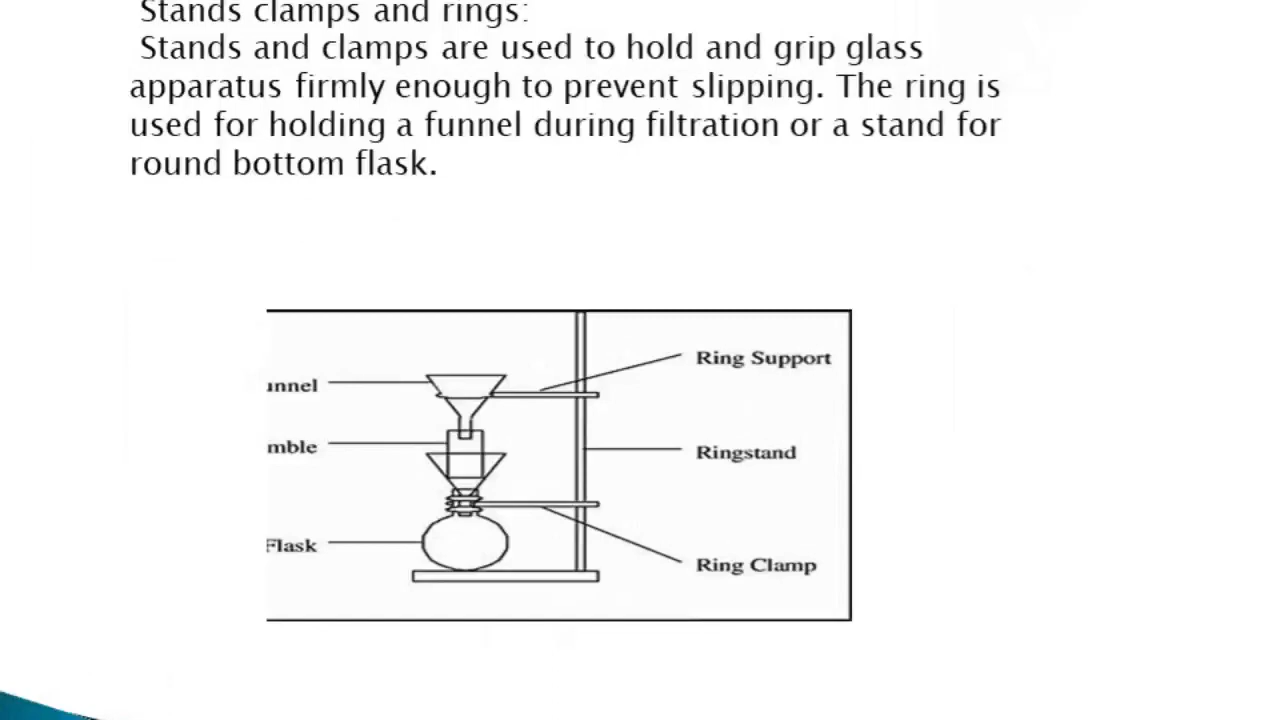 Stands clamps and rings:
Stands and clamps are used to hold and grip glass
apparatus firmly enough to prevent slipping. The ring is
used for holding a funnel during filtration or a stand for
round bottom flask.
Ring Support
unnel
mble
Ringstand
Flask
Ring Clamp